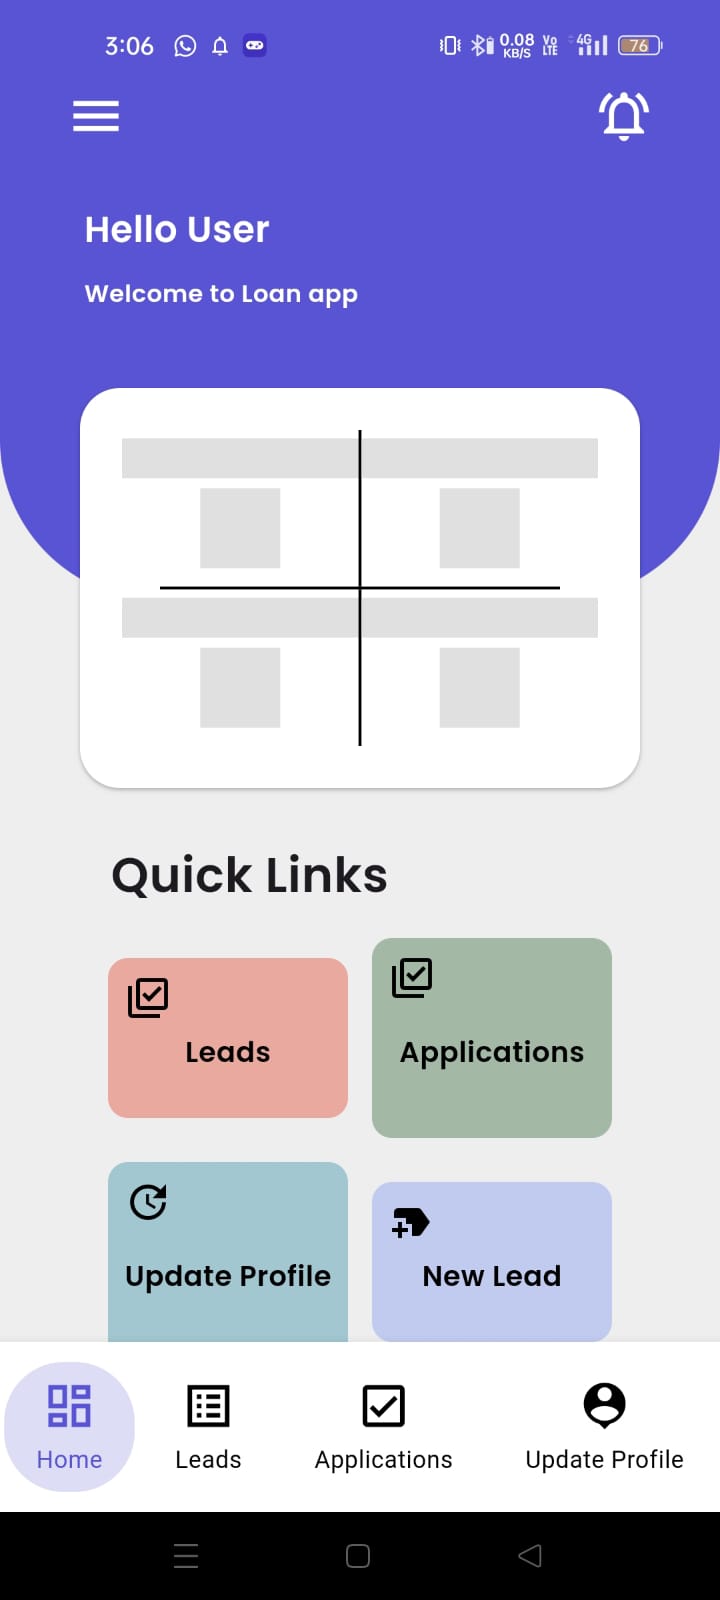 3:06 0.08 KB/S Vo LTE 4G 76
Hello User
Welcome to Loan app
Quick Links
Leads Applications
Update Profile New Lead
Home Leads Applications Update Profile